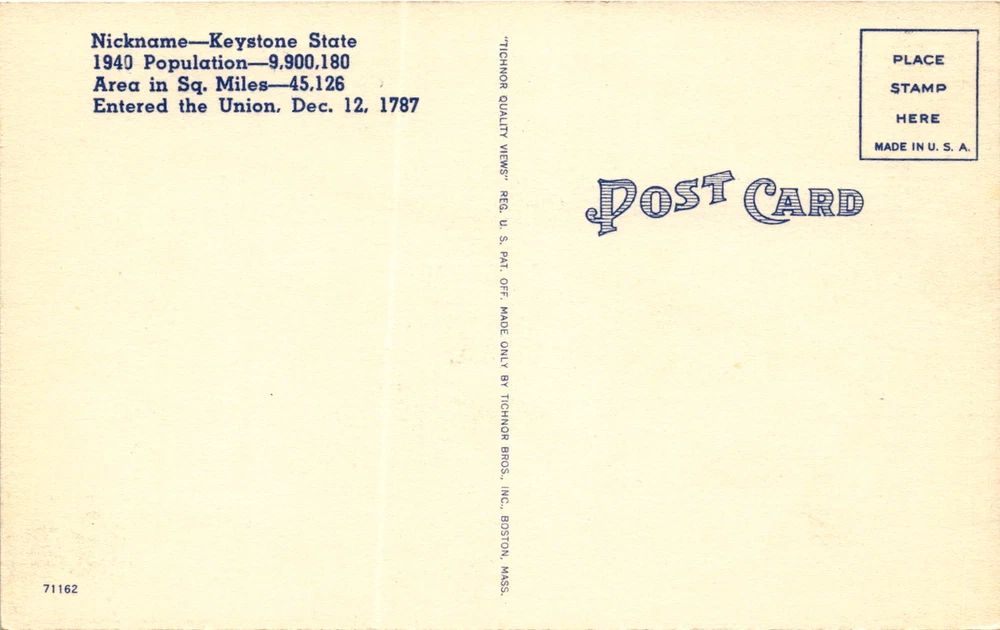 Nickname—Keystone State
1940 Population—9,900,180
Area in Sq. Miles—45,126
Entered the Union, Dec. 12, 1787
71162
"TICHNOR QUALITY VIEWS" REG. U. S. PAT. OFF. MADE ONLY BY TICHNOR BROS., INC., BOSTON, MASS.
PLACE
STAMP
HERE
MADE IN U. S. A.
POST CARD